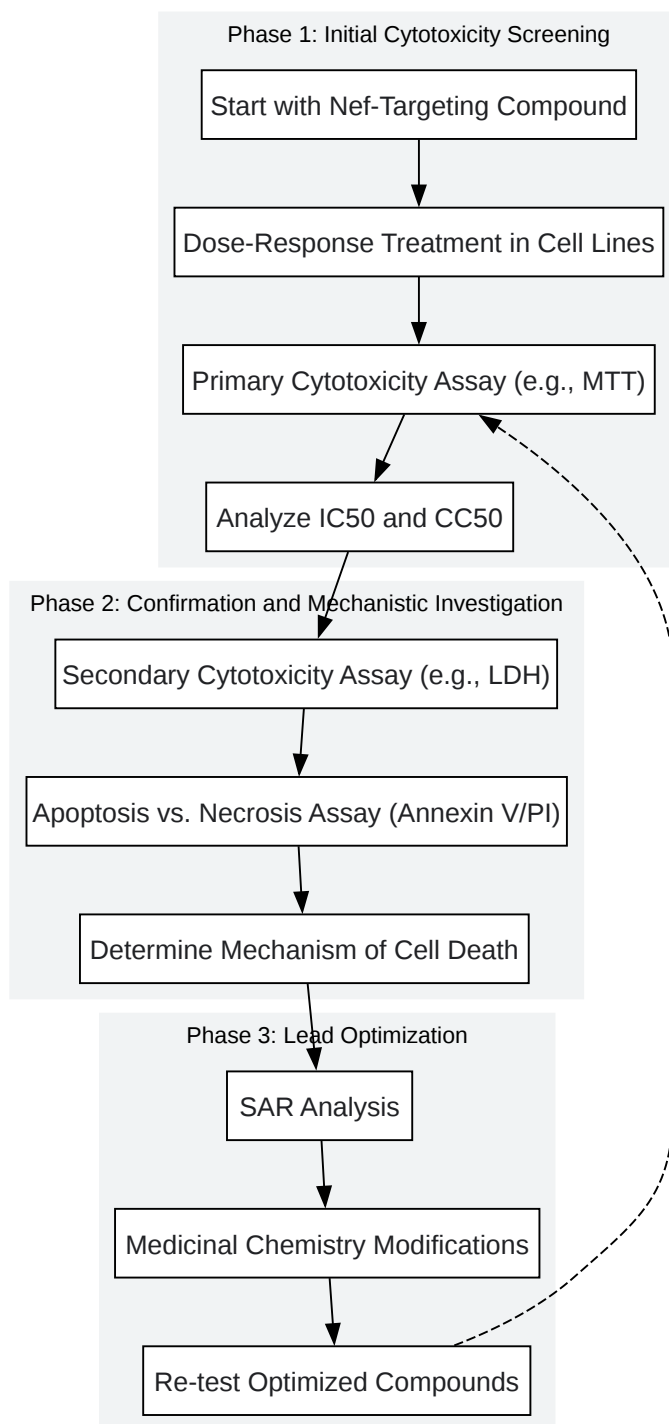 Phase 1: Initial Cytotoxicity Screening
Start with Nef-Targeting Compound
Dose-Response Treatment in Cell Lines
Primary Cytotoxicity Assay (e.g., MTT)
Analyze IC50 and CC50
Phase 2: Confirmation and Mechanistic Investigation
Secondary Cytotoxicity Assay (e.g., LDH)
Apoptosis vs. Necrosis Assay (Annexin V/PI)
Determine Mechanism of Cell Death
Phase 3: Lead Optimization
SAR Analysis
Medicinal Chemistry Modifications
Re-test Optimized Compounds